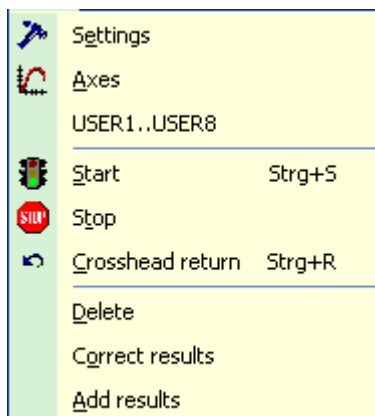 Settings
Axes
USER1..USER8
Start Strg+S
STOP Stop
Crosshead return Strg+R
Delete
Correct results
Add results